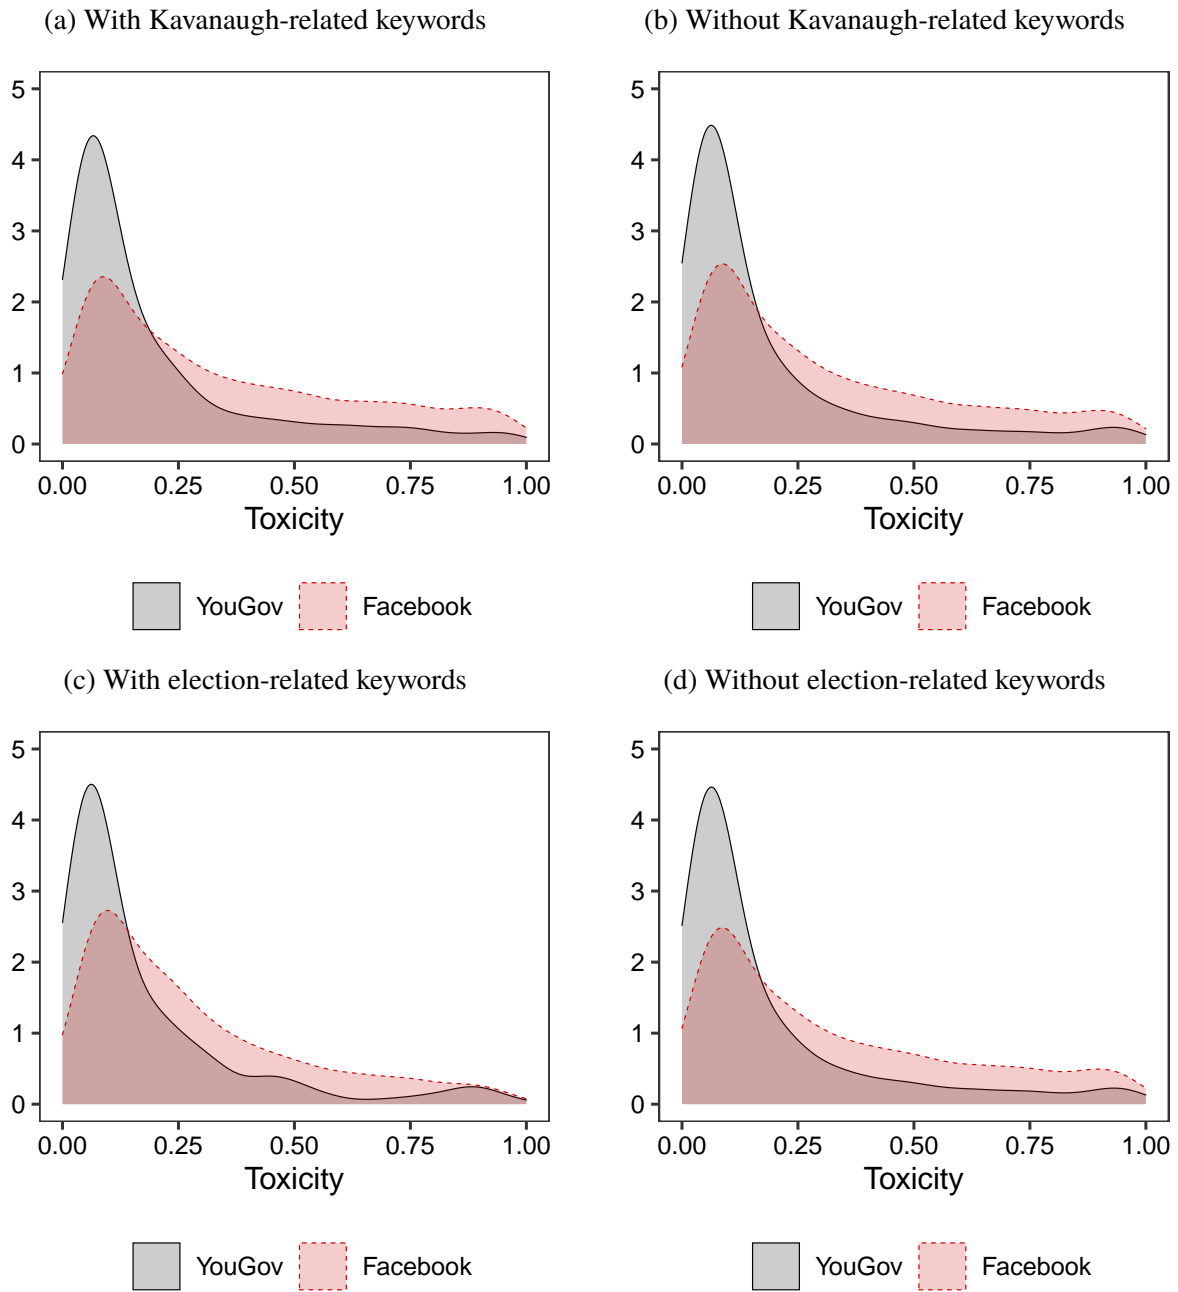 (a) With Kavanaugh-related keywords
5
4
3
2
1
0
0.00 0.25 0.50 0.75 1.00
Toxicity
YouGov Facebook
(b) Without Kavanaugh-related keywords
5
4
3
2
1
0
0.00 0.25 0.50 0.75 1.00
Toxicity
YouGov Facebook
(c) With election-related keywords
5
4
3
2
1
0
0.00 0.25 0.50 0.75 1.00
Toxicity
YouGov Facebook
(d) Without election-related keywords
5
4
3
2
1
0
0.00 0.25 0.50 0.75 1.00
Toxicity
YouGov Facebook